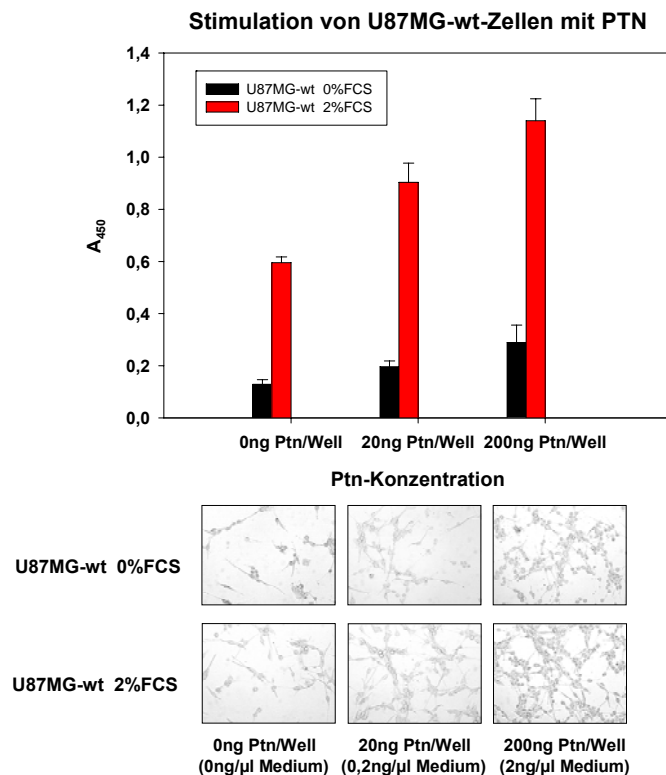 Stimulation von U87MG-wt-Zellen mit PTN
U87MG-wt 0%FCS
U87MG-wt 2%FCS
1,4
1,2
1,0
0,8
0,6
0,4
0,2
0,0
A450
0ng Ptn/Well 20ng Ptn/Well 200ng Ptn/Well
Ptn-Konzentration
U87MG-wt 0%FCS
U87MG-wt 2%FCS
0ng Ptn/Well 20ng Ptn/Well 200ng Ptn/Well
(0ng/µl Medium) (0,2ng/µl Medium) (2ng/µl Medium)